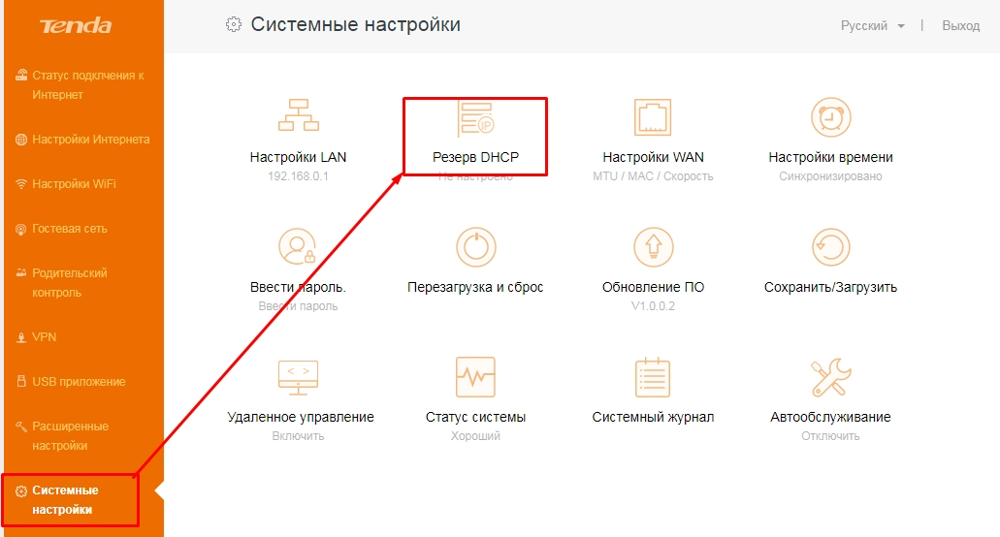 Tenda
Системные настройки
Русский
Выход
Статус подклчения к
Интернет
Настройки Интернета
Настройки WiFi
Гостевая сеть
Родительский
контроль
VPN
USB приложение
Расширенные
настройки
Системные
настройки
Настройки LAN
192.168.0.1
IP
Резерв DHCP
Не настроено
Настройки WAN
MTU / MAC / Скорость
Настройки времени
Синхронизировано
Ввести пароль.
Ввести пароль
Перезагрузка и сброс
Обновление ПО
V1.0.0.2
Сохранить/Загрузить
< >
Удаленное управление
Включить
Статус системы
Хороший
Системный журнал
Автообслуживание
Отключить